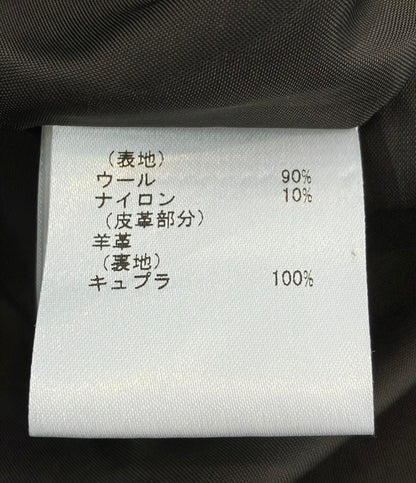 （表地）
ウール 90%
ナイロン 10%
（皮革部分）
羊革
（裏地）
キュプラ 100%